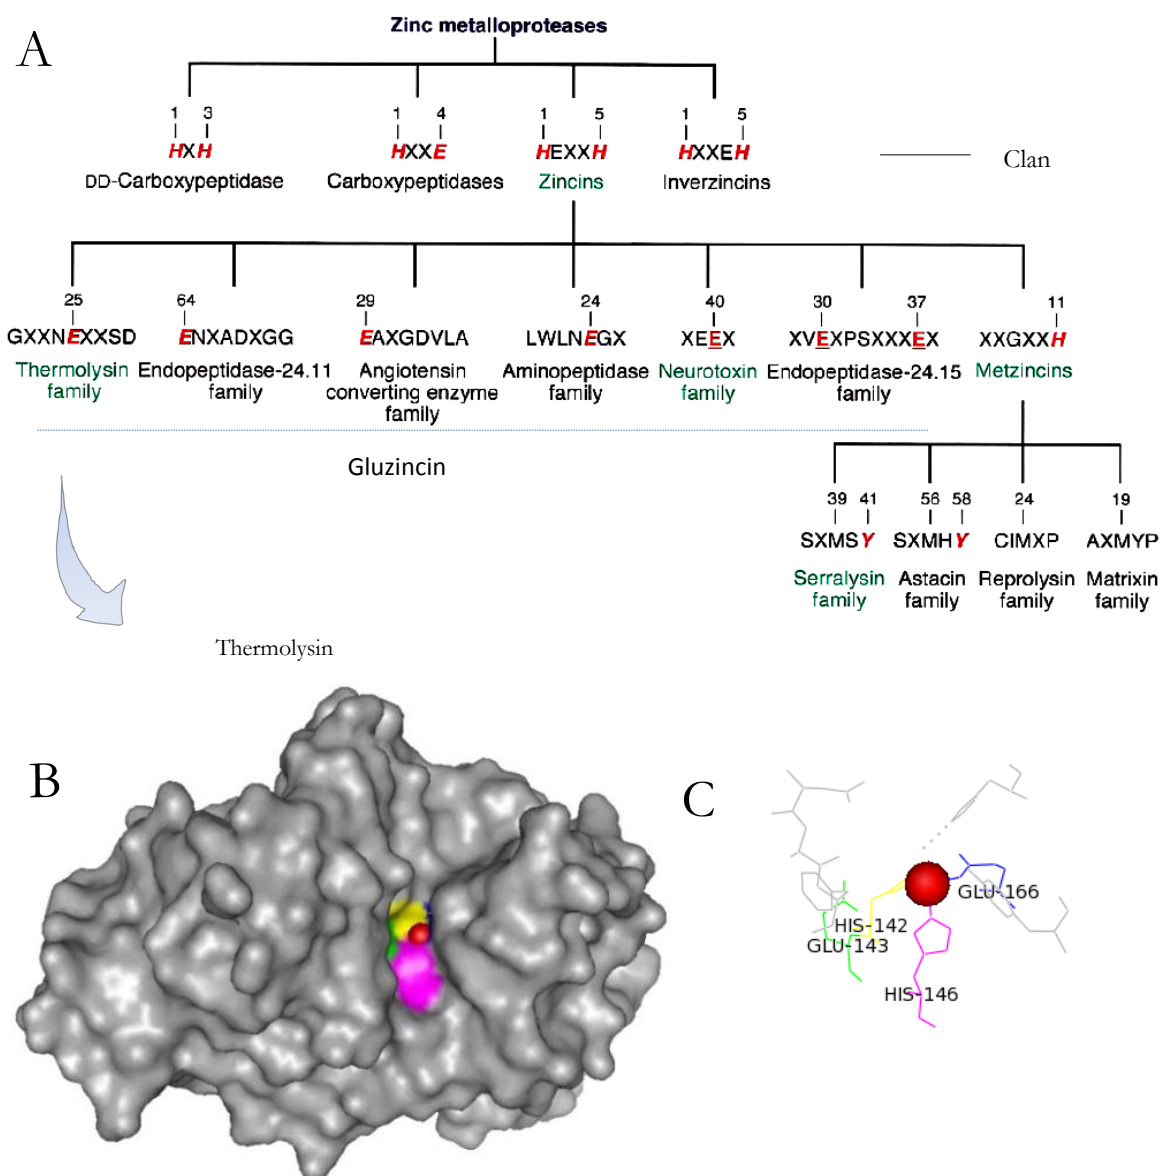 A
Zinc metalloproteases
1 3 1 4 1 5 1 5
HXH HXXE HEXXH HXXEH
DD-Carboxypeptidase Carboxypeptidases Zincins Inverzincins
Clan
25 64 29 24 40 30 37 11
GXXNEXXSD ENXADXGG EAXGDVLA LWLNEGX XEEX XVEXPSXXXEX XXGXXH
Thermolysin Endopeptidase-24.11 Angiotensin Aminopeptidase Neurotoxin Endopeptidase-24.15 Metzincins
family family converting enzyme family family family
family
Gluzincin
39 41 56 58 24 19
SXMSY SXMHY CIMXP AXMYP
Serralysin Astacin Reprolysin Matrixin
family family family family
Thermolysin
B
C
GLU-166
HIS-142
GLU-143
HIS-146